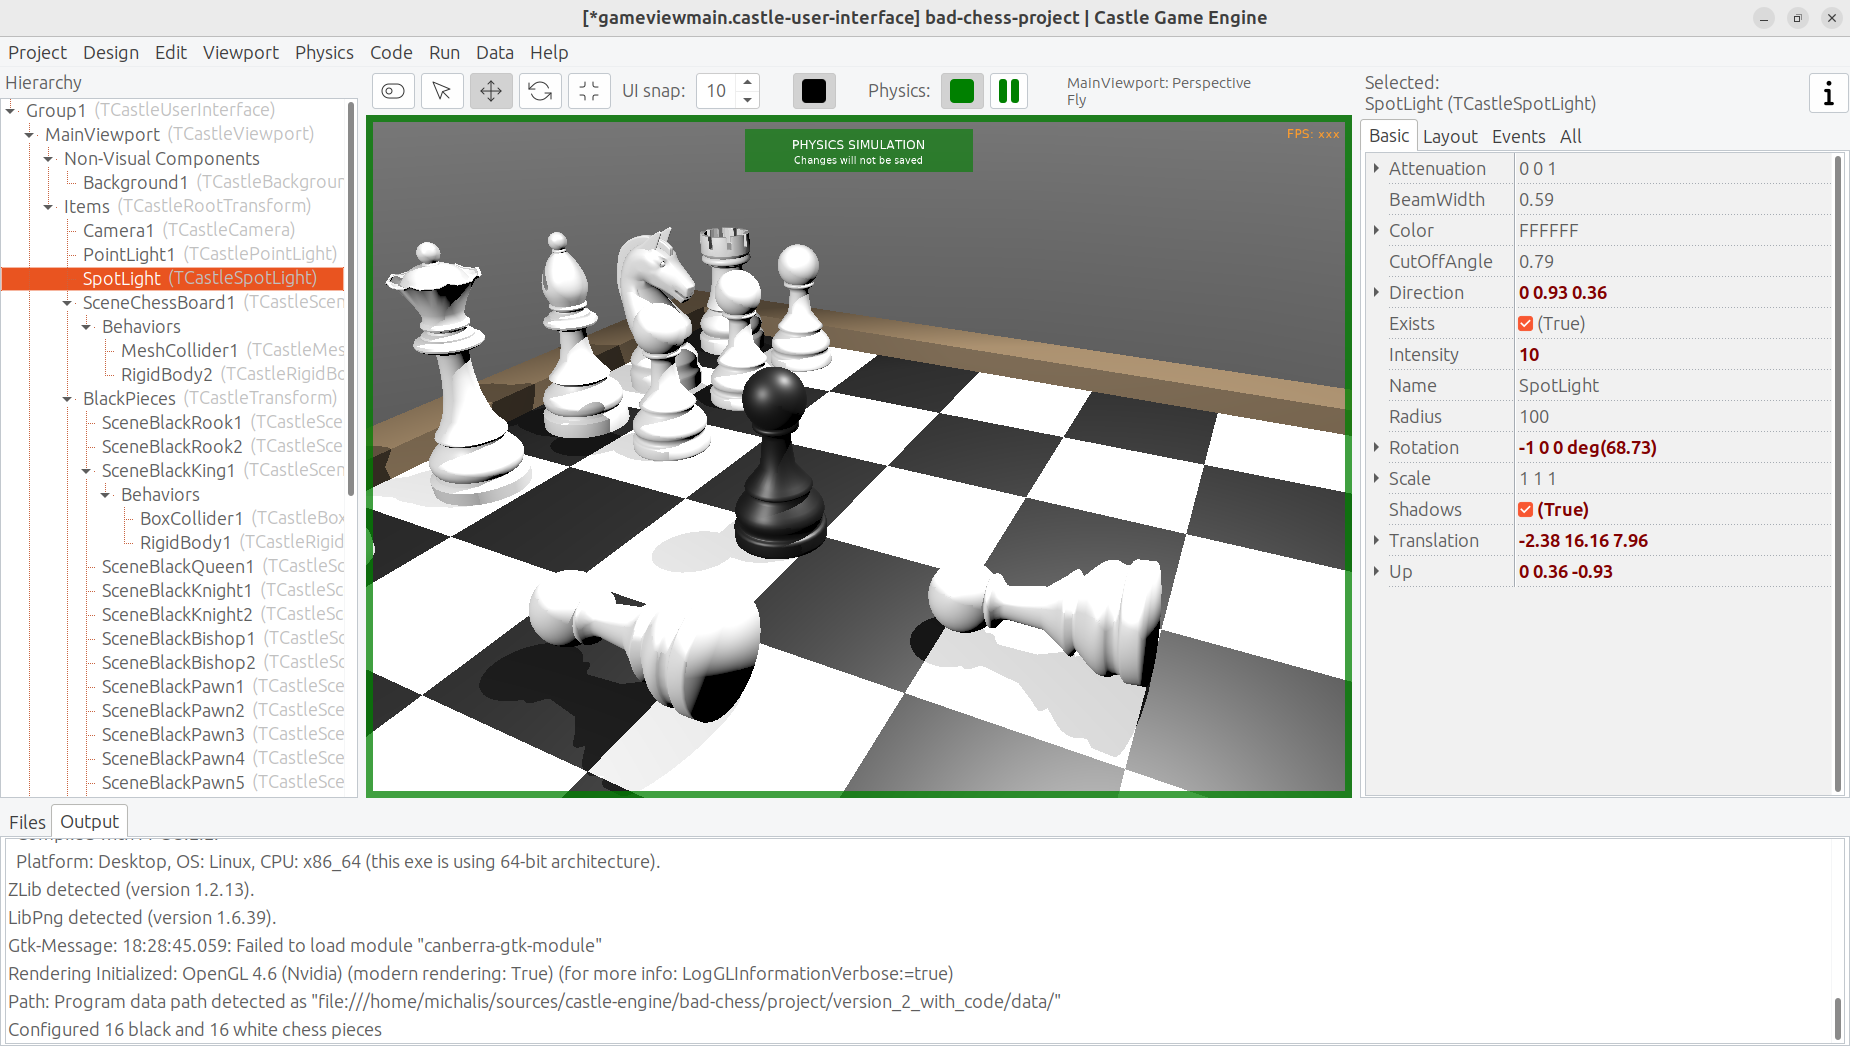 [*gameviewmain.castle-user-interface] bad-chess-project | Castle Game Engine
Project Design Edit Viewport Physics Code Run Data Help
Hierarchy
Group1 (TCastleUserInterface)
MainViewport (TCastleViewport)
Non-Visual Components
Background1 (TCastleBackgroun
Items (TCastleRootTransform)
Camera1 (TCastleCamera)
PointLight1 (TCastlePointLight)
SpotLight (TCastleSpotLight)
SceneChessBoard1 (TCastleScen
Behaviors
MeshCollider1 (TCastleMes
RigidBody2 (TCastleRigidBo
BlackPieces (TCastleTransform)
SceneBlackRook1 (TCastleSce
SceneBlackRook2 (TCastleSce
SceneBlackKing1 (TCastleScen
Behaviors
BoxCollider1 (TCastleBox
RigidBody1 (TCastleRigid
SceneBlackQueen1 (TCastleSc
SceneBlackKnight1 (TCastleSc
SceneBlackKnight2 (TCastleSc
SceneBlackBishop1 (TCastleSc
SceneBlackBishop2 (TCastleSc
SceneBlackPawn1 (TCastleSce
SceneBlackPawn2 (TCastleSce
SceneBlackPawn3 (TCastleSce
SceneBlackPawn4 (TCastleSce
SceneBlackPawn5 (TCastleSce
UI snap: 10
Physics:
MainViewport: Perspective
Fly
PHYSICS SIMULATION
Changes will not be saved
FPS: xxx
Selected:
SpotLight (TCastleSpotLight)
i
Basic Layout Events All
Attenuation 0 0 1
BeamWidth 0.59
Color FFFFFF
CutOffAngle 0.79
Direction 0 0.93 0.36
Exists (True)
Intensity 10
Name SpotLight
Radius 100
Rotation -1 0 0 deg(68.73)
Scale 1 1 1
Shadows (True)
Translation -2.38 16.16 7.96
Up 0 0.36 -0.93
Files Output
Platform: Desktop, OS: Linux, CPU: x86_64 (this exe is using 64-bit architecture).
ZLib detected (version 1.2.13).
LibPng detected (version 1.6.39).
Gtk-Message: 18:28:45.059: Failed to load module "canberra-gtk-module"
Rendering Initialized: OpenGL 4.6 (Nvidia) (modern rendering: True) (for more info: LogGLInformationVerbose:=true)
Path: Program data path detected as "file:///home/michalis/sources/castle-engine/bad-chess/project/version_2_with_code/data/"
Configured 16 black and 16 white chess pieces